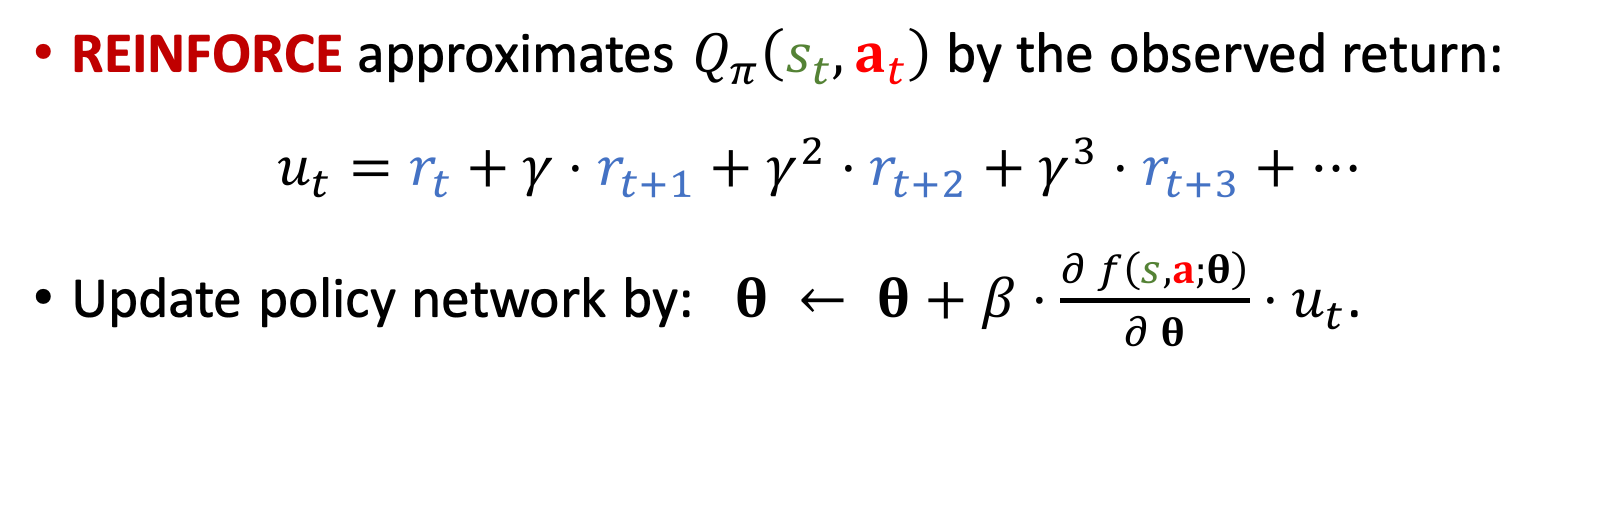 • REINFORCE approximates Q_π(s_t, a_t) by the observed return:
u_t = r_t + γ · r_{t+1} + γ^2 · r_{t+2} + γ^3 · r_{t+3} + ⋯
• Update policy network by: θ ← θ + β · ∂ f(s,a;θ) / ∂ θ · u_t.